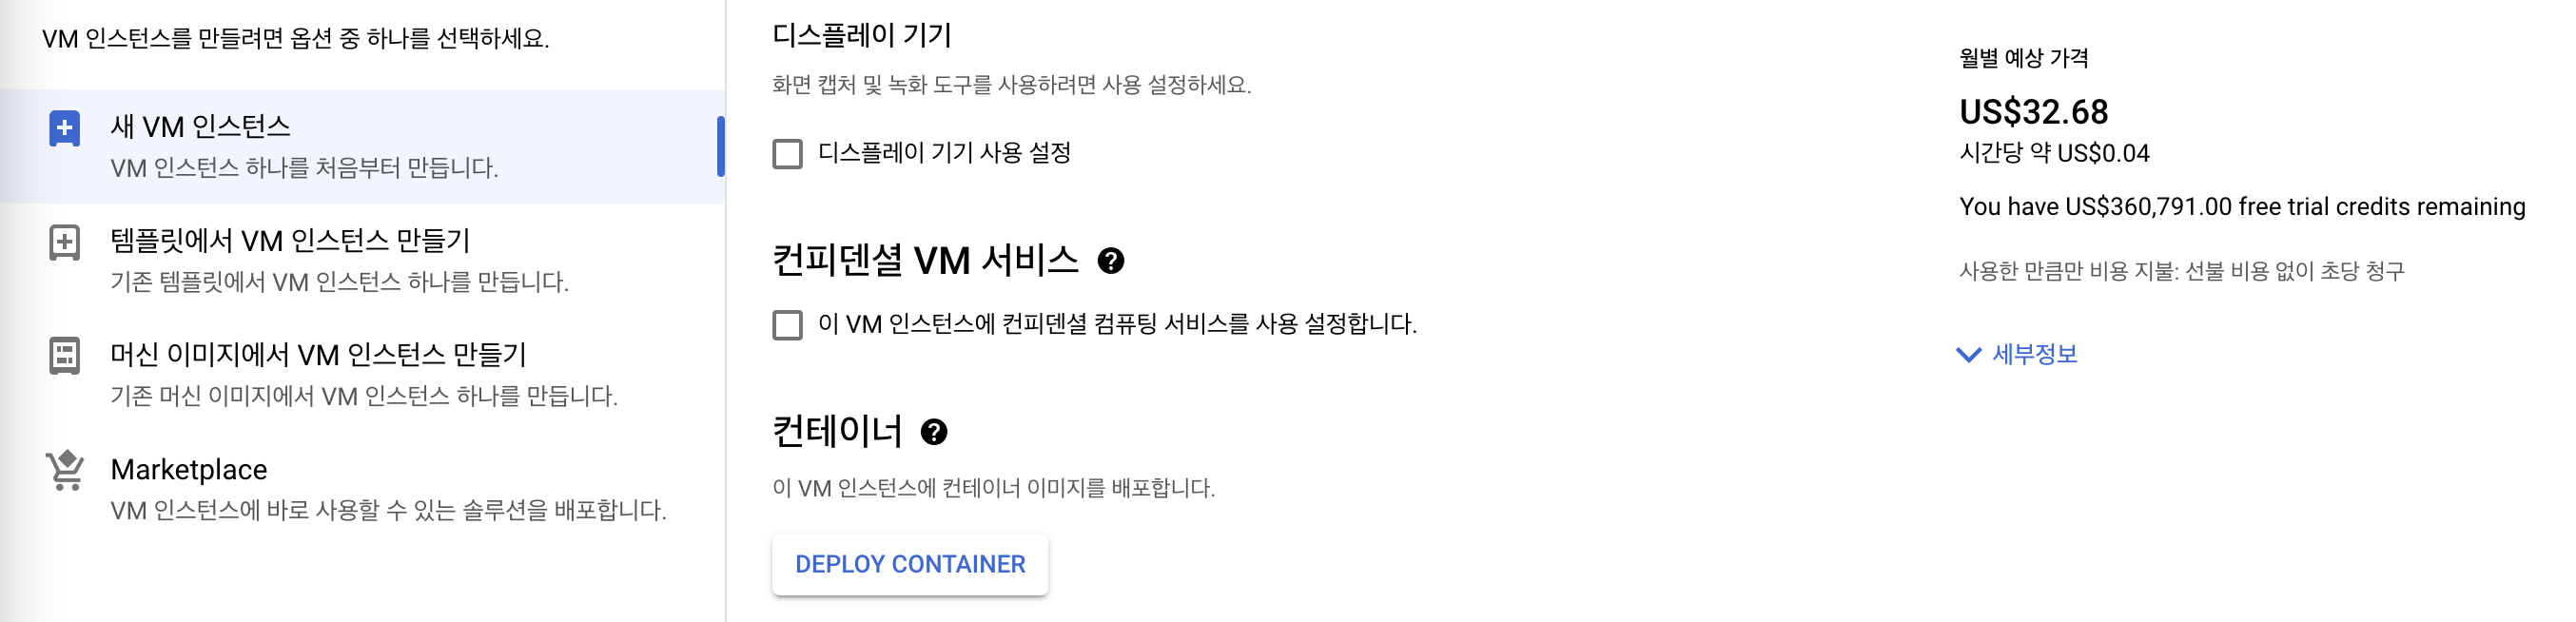 VM 인스턴스를 만들려면 옵션 중 하나를 선택하세요.
새 VM 인스턴스
VM 인스턴스 하나를 처음부터 만듭니다.
템플릿에서 VM 인스턴스 만들기
기존 템플릿에서 VM 인스턴스 하나를 만듭니다.
머신 이미지에서 VM 인스턴스 만들기
기존 머신 이미지에서 VM 인스턴스 하나를 만듭니다.
Marketplace
VM 인스턴스에 바로 사용할 수 있는 솔루션을 배포합니다.
디스플레이 기기
화면 캡처 및 녹화 도구를 사용하려면 사용 설정하세요.
디스플레이 기기 사용 설정
컨피덴셜 VM 서비스
이 VM 인스턴스에 컨피덴셜 컴퓨팅 서비스를 사용 설정합니다.
컨테이너
이 VM 인스턴스에 컨테이너 이미지를 배포합니다.
DEPLOY CONTAINER
월별 예상 가격
US$32.68
시간당 약 US$0.04
You have US$360,791.00 free trial credits remaining
사용한 만큼만 비용 지불: 선불 비용 없이 초당 청구
세부정보